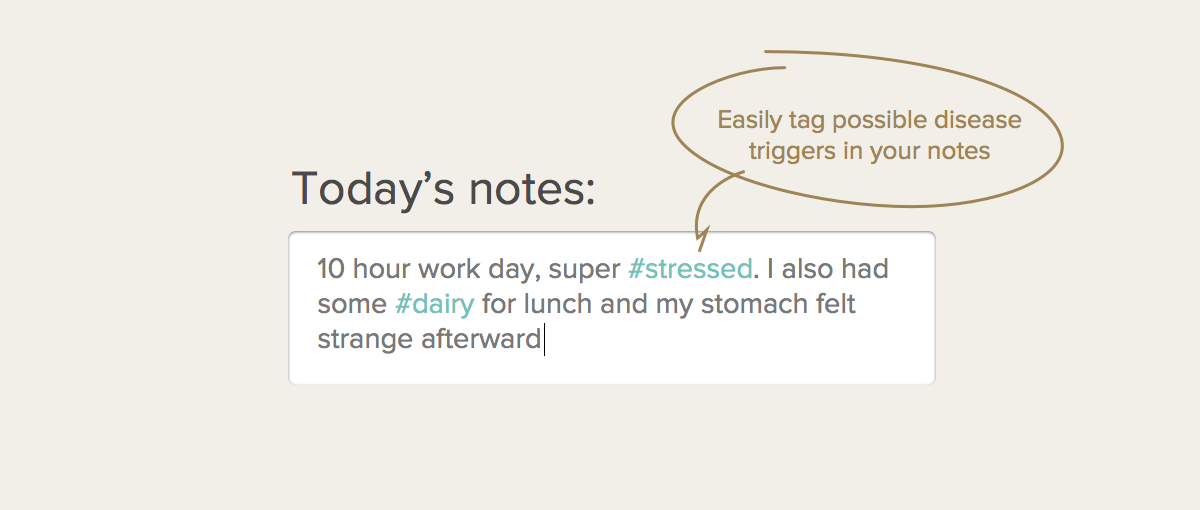 Easily tag possible disease
triggers in your notes
Today’s notes:
10 hour work day, super #stressed. I also had
some #dairy for lunch and my stomach felt
strange afterward